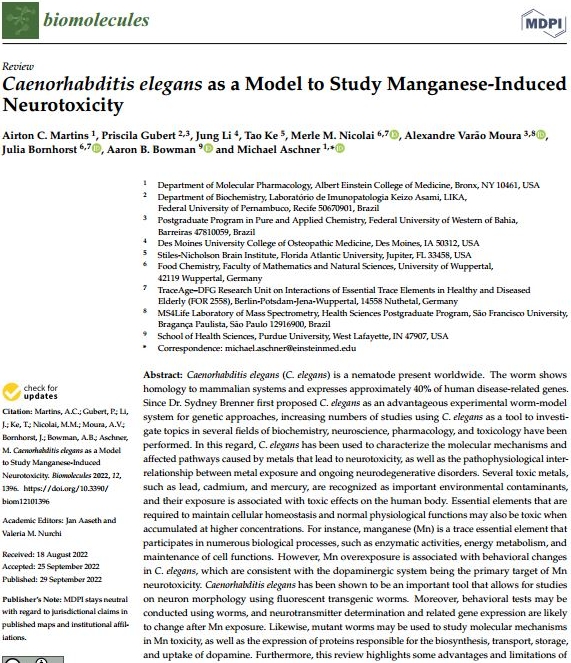 biomolecules
MDPI
Review
Caenorhabditis elegans as a Model to Study Manganese-Induced
Neurotoxicity
Airton C. Martins 1, Priscila Gubert 2,3, Jung Li 4, Tao Ke 5, Merle M. Nicolai 6,7, Alexandre Varão Moura 3,8,
Julia Bornhorst 6,7, Aaron B. Bowman 9 and Michael Aschner 1,*
1 Department of Molecular Pharmacology, Albert Einstein College of Medicine, Bronx, NY 10461, USA
2 Department of Biochemistry, Laboratório de Imunopatologia Keizo Asami, LIKA,
Federal University of Pernambuco, Recife 50670901, Brazil
3 Postgraduate Program in Pure and Applied Chemistry, Federal University of Western of Bahia,
Barreiras 47810059, Brazil
4 Des Moines University College of Osteopathic Medicine, Des Moines, IA 50312, USA
5 Stiles-Nicholson Brain Institute, Florida Atlantic University, Jupiter, FL 33458, USA
6 Food Chemistry, Faculty of Mathematics and Natural Sciences, University of Wuppertal,
42119 Wuppertal, Germany
7 TraceAge–DFG Research Unit on Interactions of Essential Trace Elements in Healthy and Diseased
Elderly (FOR 2558), Berlin-Potsdam-Jena-Wuppertal, 14558 Nuthetal, Germany
8 MS4Life Laboratory of Mass Spectrometry, Health Sciences Postgraduate Program, São Francisco University,
Bragança Paulista, São Paulo 12916900, Brazil
9 School of Health Sciences, Purdue University, West Lafayette, IN 47907, USA
* Correspondence: michael.aschner@einsteinmed.edu
check for
updates
Citation: Martins, A.C.; Gubert, P.; Li,
J.; Ke, T.; Nicolai, M.M.; Moura, A.V.;
Bornhorst, J.; Bowman, A.B.; Aschner,
M. Caenorhabditis elegans as a Model
to Study Manganese-Induced
Neurotoxicity. Biomolecules 2022, 12,
1396. https://doi.org/10.3390/
biom12101396
Academic Editors: Jan Aaseth and
Valeria M. Nurchi
Received: 18 August 2022
Accepted: 25 September 2022
Published: 29 September 2022
Publisher's Note: MDPI stays neutral
with regard to jurisdictional claims in
published maps and institutional affil-
iations.
Abstract: Caenorhabditis elegans (C. elegans) is a nematode present worldwide. The worm shows
homology to mammalian systems and expresses approximately 40% of human disease-related genes.
Since Dr. Sydney Brenner first proposed C. elegans as an advantageous experimental worm-model
system for genetic approaches, increasing numbers of studies using C. elegans as a tool to investi-
gate topics in several fields of biochemistry, neuroscience, pharmacology, and toxicology have been
performed. In this regard, C. elegans has been used to characterize the molecular mechanisms and
affected pathways caused by metals that lead to neurotoxicity, as well as the pathophysiological inter-
relationship between metal exposure and ongoing neurodegenerative disorders. Several toxic metals,
such as lead, cadmium, and mercury, are recognized as important environmental contaminants,
and their exposure is associated with toxic effects on the human body. Essential elements that are
required to maintain cellular homeostasis and normal physiological functions may also be toxic when
accumulated at higher concentrations. For instance, manganese (Mn) is a trace essential element that
participates in numerous biological processes, such as enzymatic activities, energy metabolism, and
maintenance of cell functions. However, Mn overexposure is associated with behavioral changes
in C. elegans, which are consistent with the dopaminergic system being the primary target of Mn
neurotoxicity. Caenorhabditis elegans has been shown to be an important tool that allows for studies
on neuron morphology using fluorescent transgenic worms. Moreover, behavioral tests may be
conducted using worms, and neurotransmitter determination and related gene expression are likely
to change after Mn exposure. Likewise, mutant worms may be used to study molecular mechanisms
in Mn toxicity, as well as the expression of proteins responsible for the biosynthesis, transport, storage,
and uptake of dopamine. Furthermore, this review highlights some advantages and limitations of